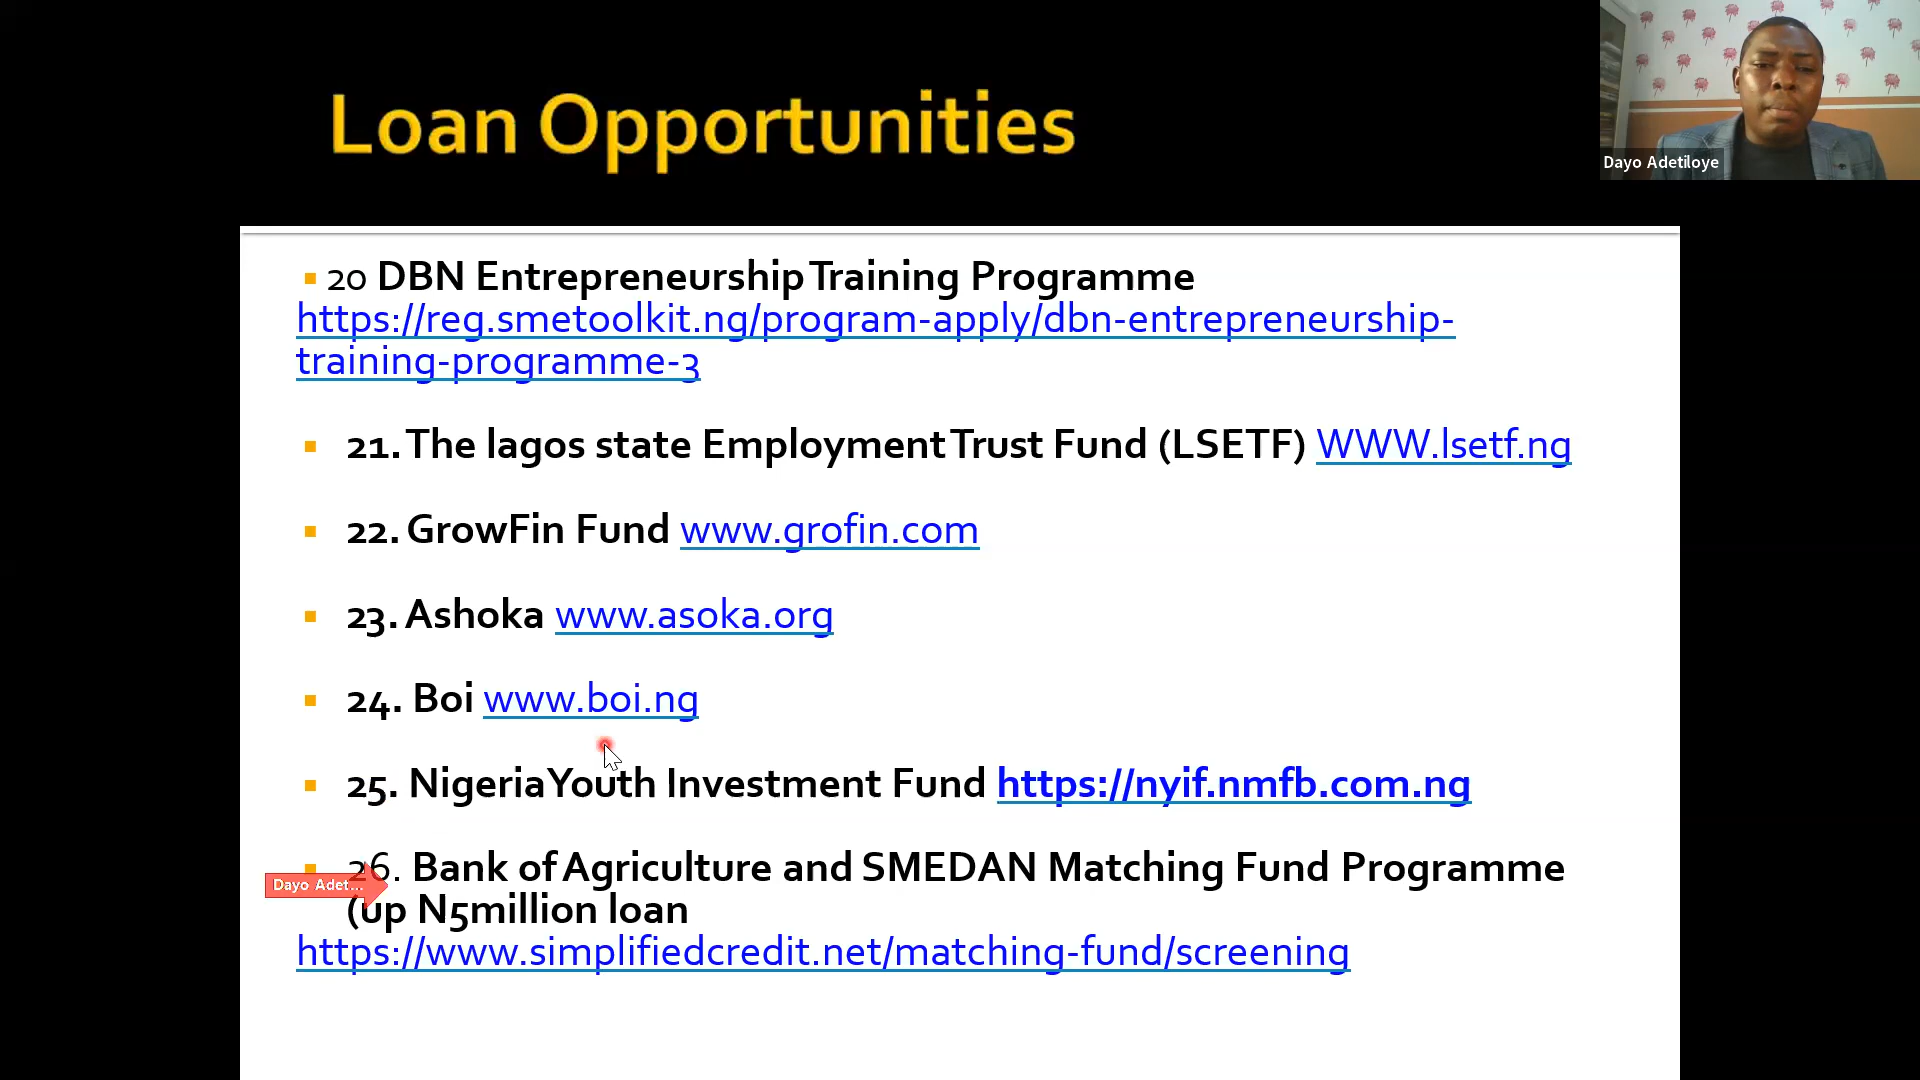 Loan Opportunities
Dayo Adetiloye
20 DBN Entrepreneurship Training Programme
https://reg.smetoolkit.ng/program-apply/dbn-entrepreneurship-
training-programme-3
21. The lagos state Employment Trust Fund (LSETF) WWW.lsetf.ng
22. GrowFin Fund www.grofin.com
23. Ashoka www.asoka.org
24. Boi www.boi.ng
25. Nigeria Youth Investment Fund https://nyif.nmfb.com.ng
26. Bank of Agriculture and SMEDAN Matching Fund Programme
Dayo Adet...
(up N5million loan
https://www.simplifiedcredit.net/matching-fund/screening